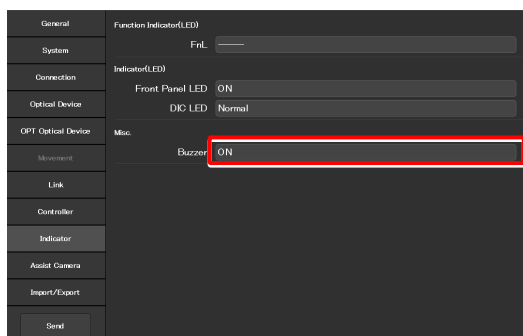 General
System
Connection
Optical Device
OPT Optical Device
Movement
Link
Controller
Indicator
Assist Camera
Import/Export
Send
Function Indicator(LED)
FnL ———
Indicator(LED)
Front Panel LED ON
DIC LED Normal
Misc.
Buzzer ON